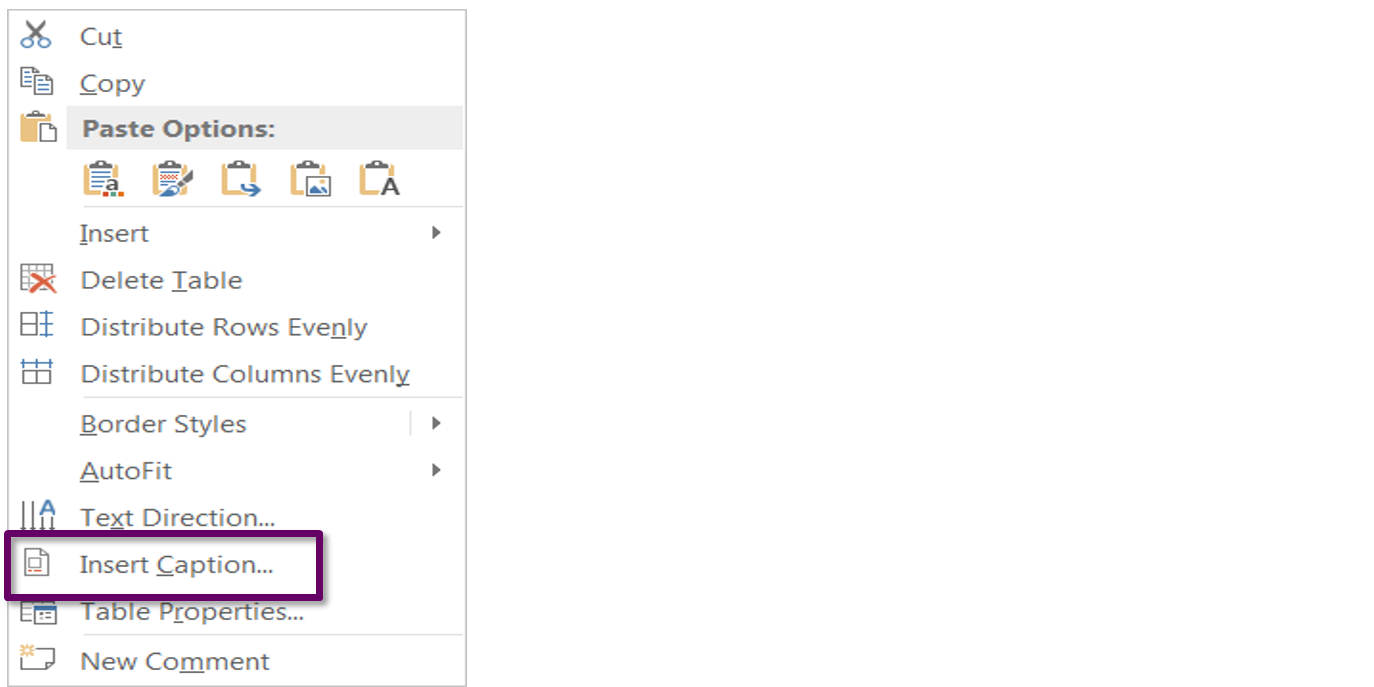 Cut
Copy
Paste Options:
Insert
Delete Table
Distribute Rows Evenly
Distribute Columns Evenly
Border Styles
AutoFit
Text Direction...
Insert Caption...
Table Properties...
New Comment